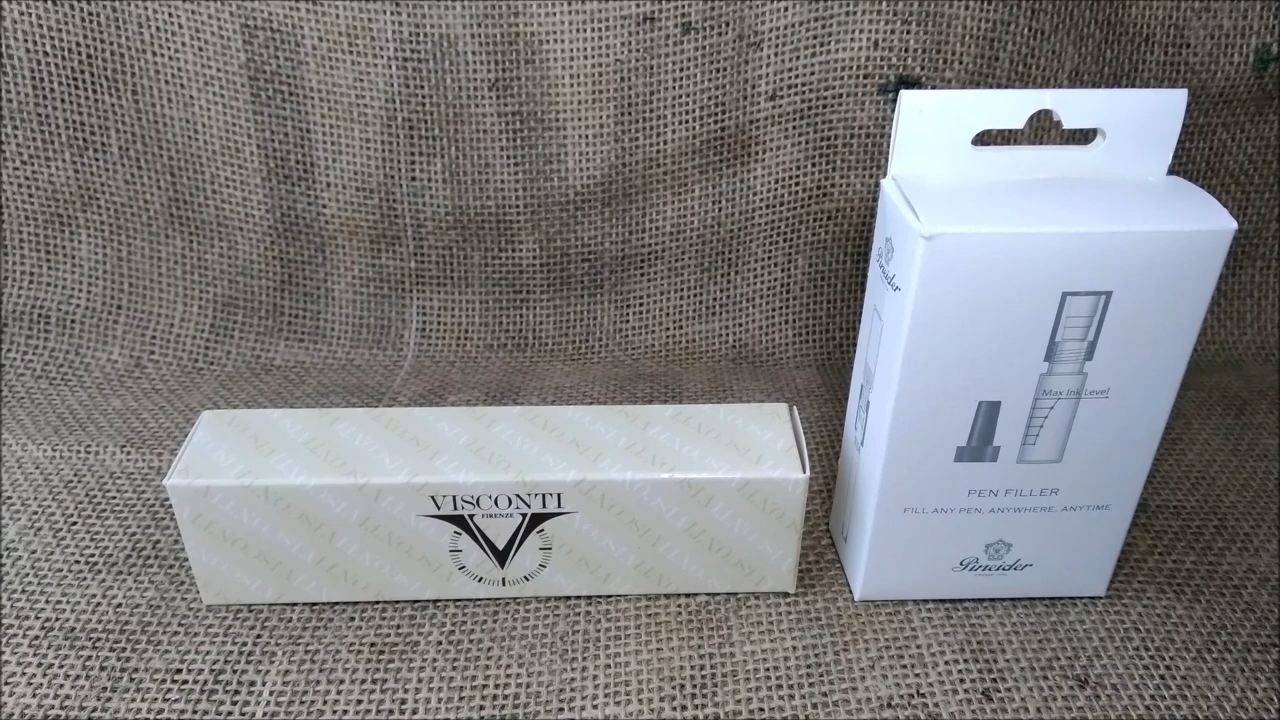 VISCONTI
FIRENZE
Pineider
Max Ink Level
PEN FILLER
FILL ANY PEN, ANYWHERE, ANYTIME
Pineider